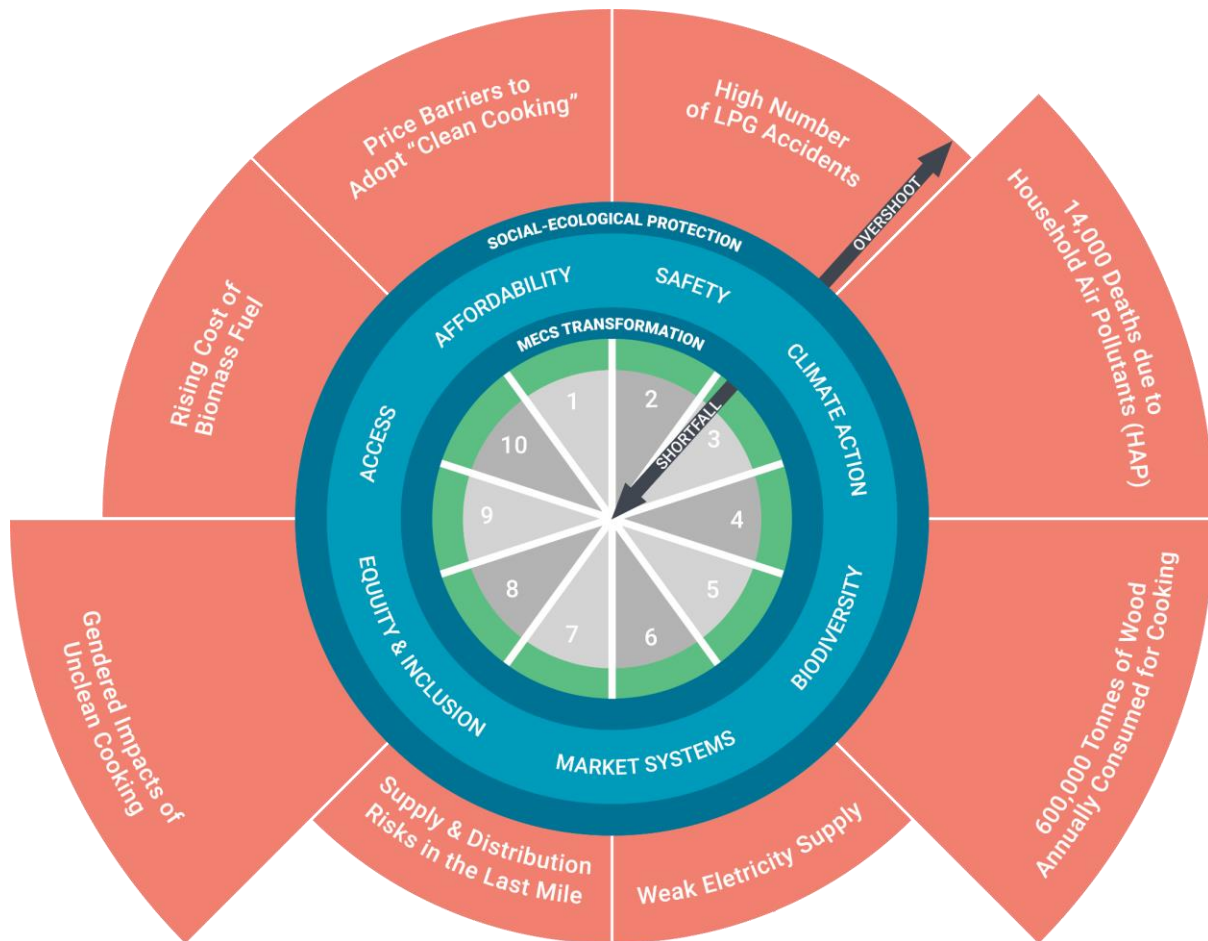 Price Barriers to
Adopt “Clean Cooking”
High Number
of LPG Accidents
OVERSHOOT
14,000 Deaths due to
Household Air Pollutants (HAP)
600,000 Tonnes of Wood
Annually Consumed for Cooking
Weak Eletricity Supply
Supply & Distribution
Risks in the Last Mile
Gendered Impacts of
Unclean Cooking
Rising Cost of
Biomass Fuel
SOCIAL-ECOLOGICAL PROTECTION
AFFORDABILITY
SAFETY
CLIMATE ACTION
BIODIVERSITY
MARKET SYSTEMS
EQUUITY & INCLUSION
ACCESS
MECS TRANSFORMATION
SHORTFALL
1
2
3
4
5
6
7
8
9
10